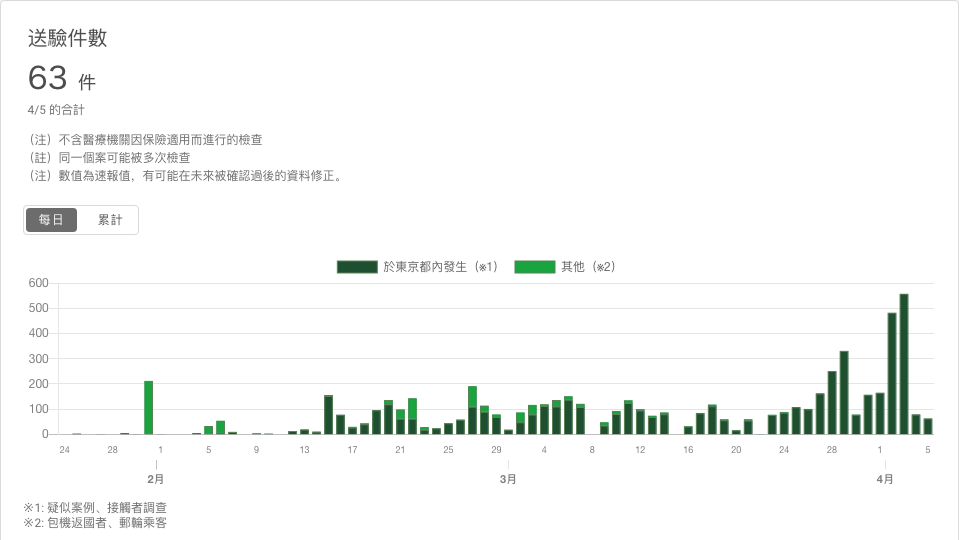 送驗件數
63 件
4/5 的合計
（注）不含醫療機關因保險適用而進行的檢查
（註）同一個案可能被多次檢查
（注）數值為速報值，有可能在未來被確認過後的資料修正。
每日 累計
於東京都內發生（※1） 其他（※2）
600
500
400
300
200
100
0
24 28 1 5 9 13 17 21 25 29 4 8 12 16 20 24 28 1 5
2月 3月 4月
※1: 疑似案例、接觸者調查
※2: 包機返國者、郵輪乘客